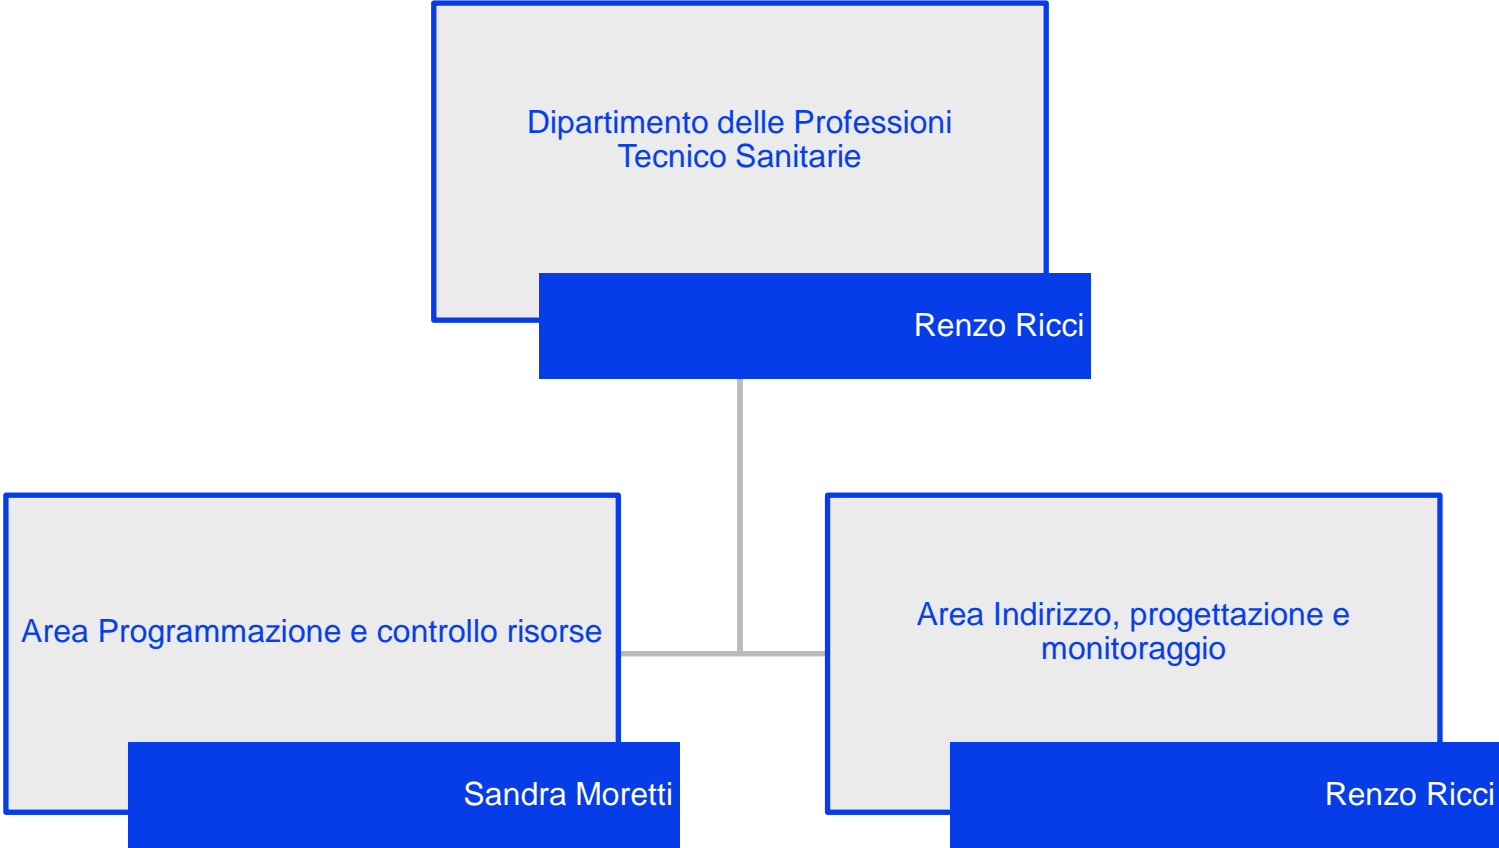 Dipartimento delle Professioni
Tecnico Sanitarie
Renzo Ricci
Area Programmazione e controllo risorse
Sandra Moretti
Area Indirizzo, progettazione e
monitoraggio
Renzo Ricci